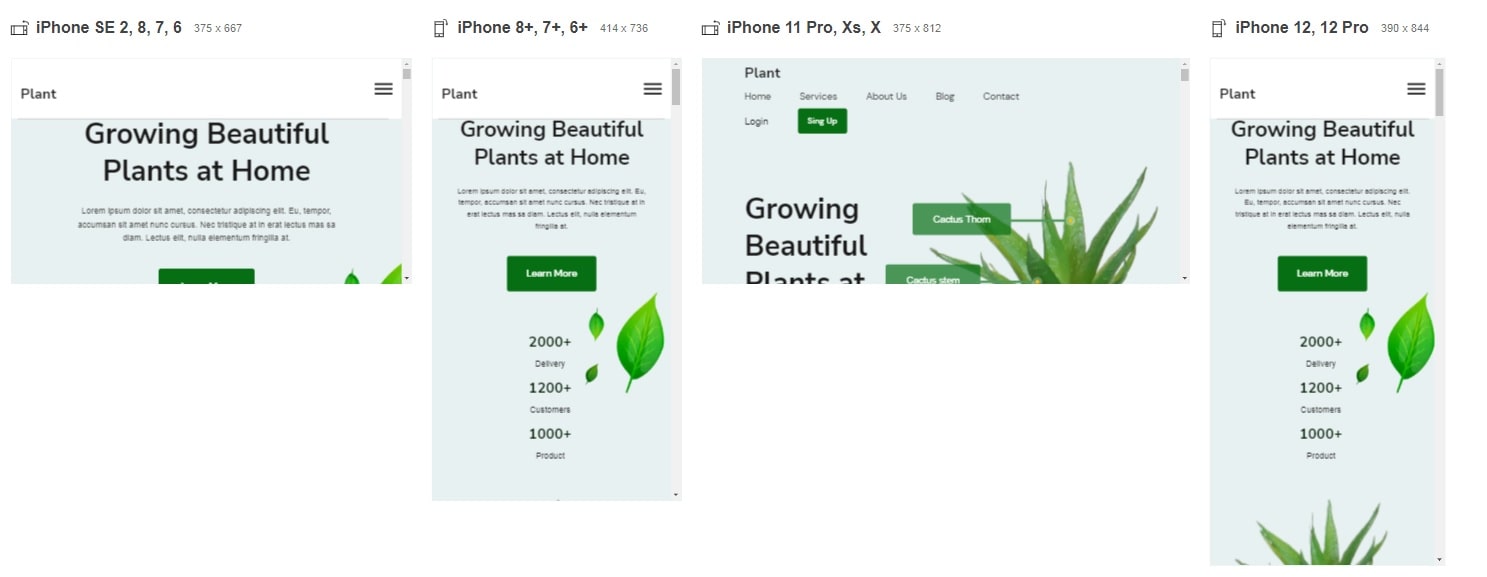 iPhone SE 2, 8, 7, 6 375 x 667
Plant
Growing Beautiful
Plants at Home
Lorem ipsum dolor sit amet, consectetur adipiscing elit. Eu, tempor,
accumsan sit amet nunc cursus. Nec tristique at in erat lectus mas sa
diam. Lectus elit, nulla elementum fringilla at.
iPhone 8+, 7+, 6+ 414 x 736
Plant
Growing Beautiful
Plants at Home
Lorem ipsum dolor sit amet, consectetur adipiscing elit. Eu,
tempor, accumsan sit amet nunc cursus. Nec tristique at in
erat lectus mas sa diam. Lectus elit, nulla elementum
fringilla at.
Learn More
2000+
Delivery
1200+
Customers
1000+
Product
iPhone 11 Pro, Xs, X 375 x 812
Plant
Home Services About Us Blog Contact
Login Sing Up
Growing
Beautiful
Plants at
Cactus Thorn
Cactus stem
iPhone 12, 12 Pro 390 x 844
Plant
Growing Beautiful
Plants at Home
Lorem ipsum dolor sit amet, consectetur adipiscing elit.
Eu, tempor, accumsan sit amet nunc cursus. Nec
tristique at in erat lectus mas sa diam. Lectus elit, nulla
elementum fringilla at.
Learn More
2000+
Delivery
1200+
Customers
1000+
Product